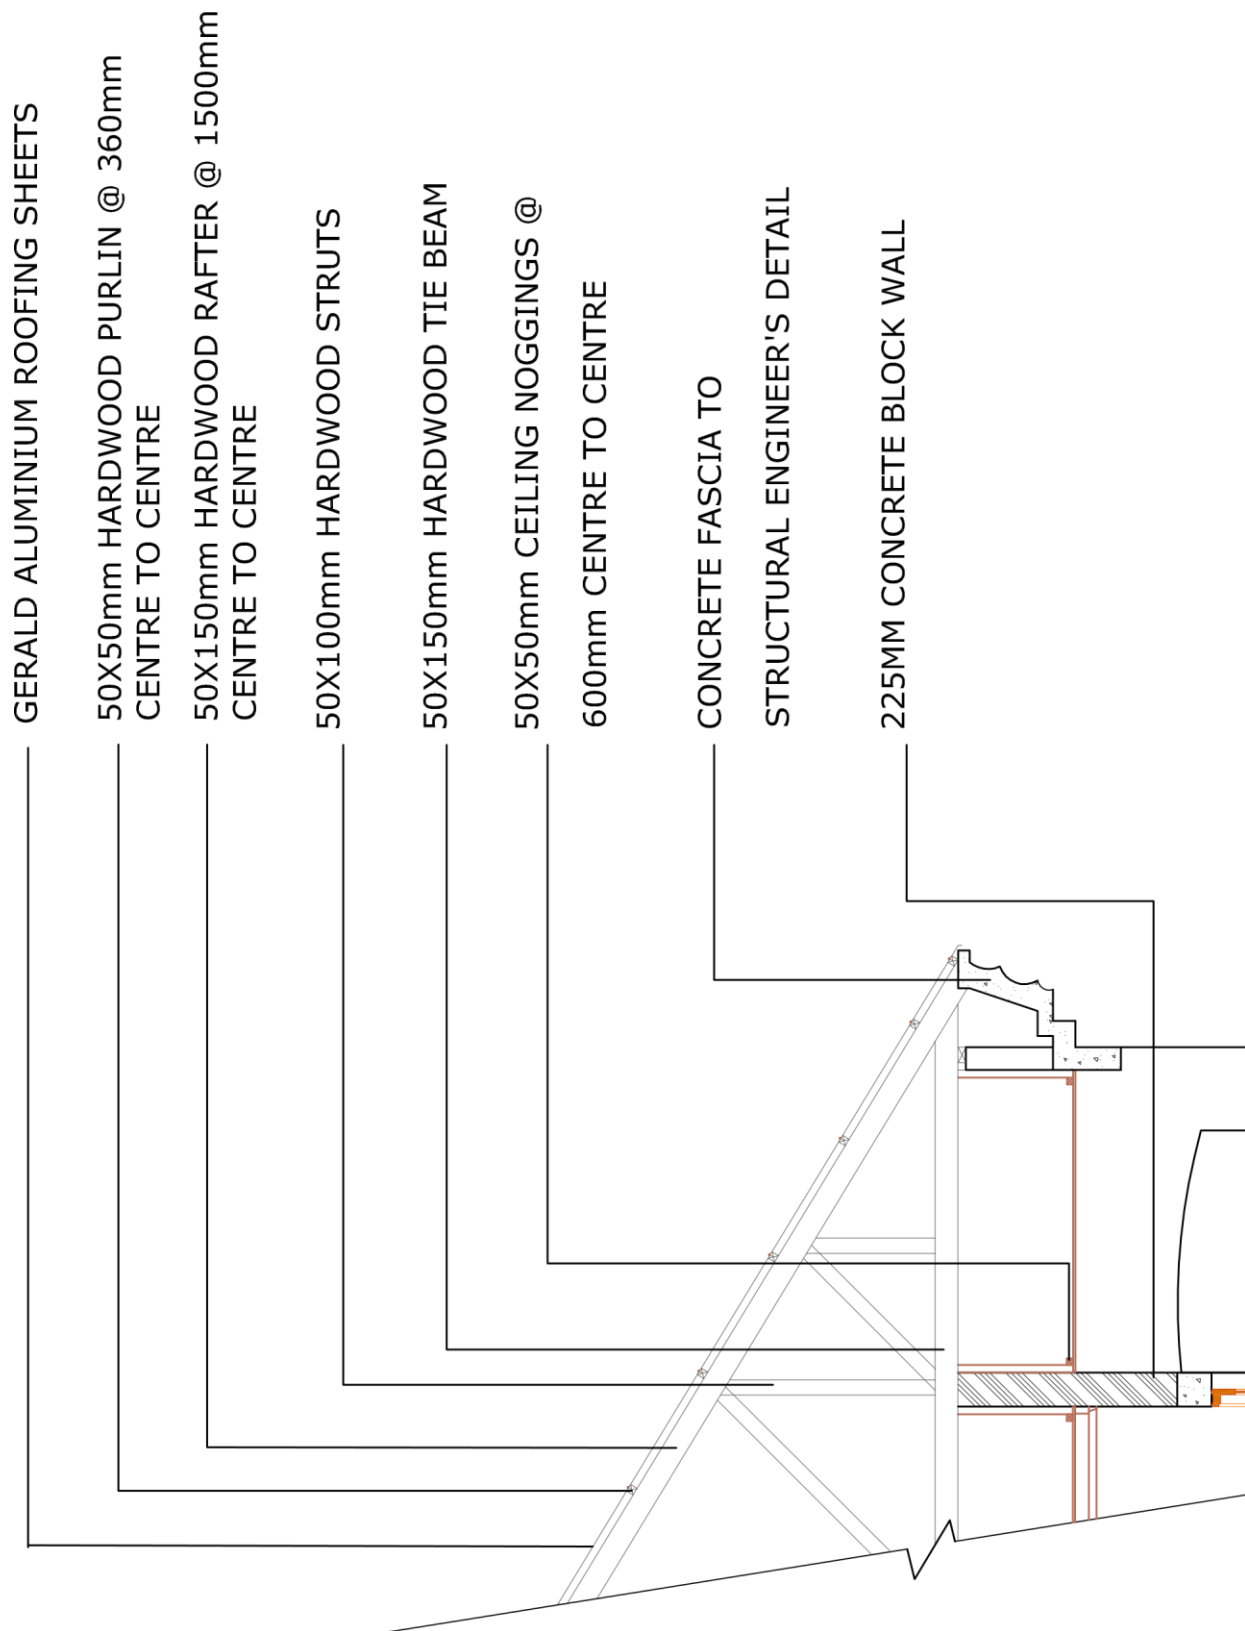 GERALD ALUMINIUM ROOFING SHEETS
50X50mm HARDWOOD PURLIN @ 360mm
CENTRE TO CENTRE
50X150mm HARDWOOD RAFTER @ 1500mm
CENTRE TO CENTRE
50X100mm HARDWOOD STRUTS
50X150mm HARDWOOD TIE BEAM
50X50mm CEILING NOGGINGS @
600mm CENTRE TO CENTRE
CONCRETE FASCIA TO
STRUCTURAL ENGINEER'S DETAIL
225MM CONCRETE BLOCK WALL